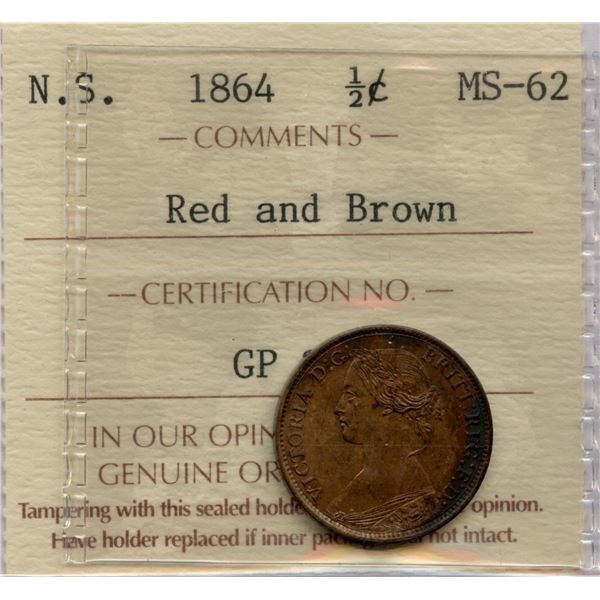 N.S. 1864 ½¢ MS-62
— COMMENTS —
Red and Brown
— CERTIFICATION NO. —
GP
IN OUR OPIN
GENUINE OR
Tampering with this sealed holde opinion.
Have holder replaced if inner pac not intact.
VICTORIA D:G: BRITT:REG:F:D: